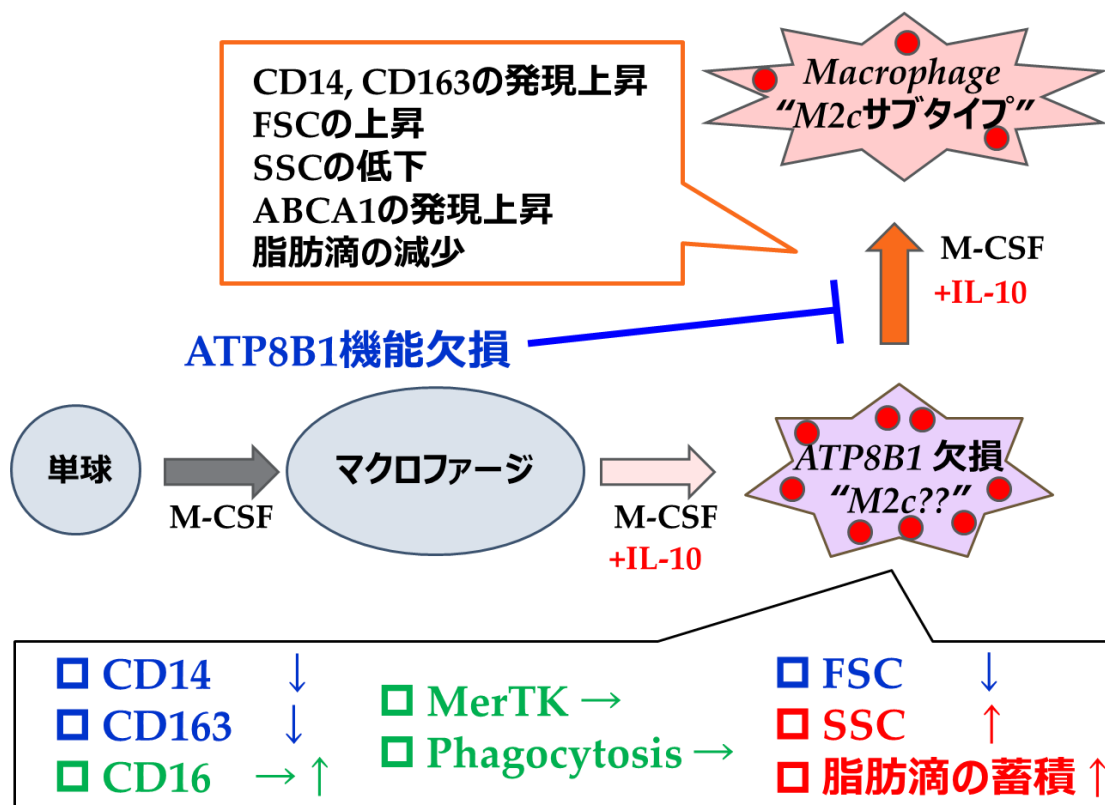 CD14, CD163の発現上昇
FSCの上昇
SSCの低下
ABCA1の発現上昇
脂肪滴の減少
Macrophage
“M2cサブタイプ”
M-CSF
+IL-10
ATP8B1機能欠損
単球
M-CSF
マクロファージ
M-CSF
+IL-10
ATP8B1 欠損
“M2c??”
□ CD14 ↓
□ CD163 ↓
□ CD16 →↑
□ MerTK →
□ Phagocytosis →
□ FSC ↓
□ SSC ↑
□ 脂肪滴の蓄積 ↑